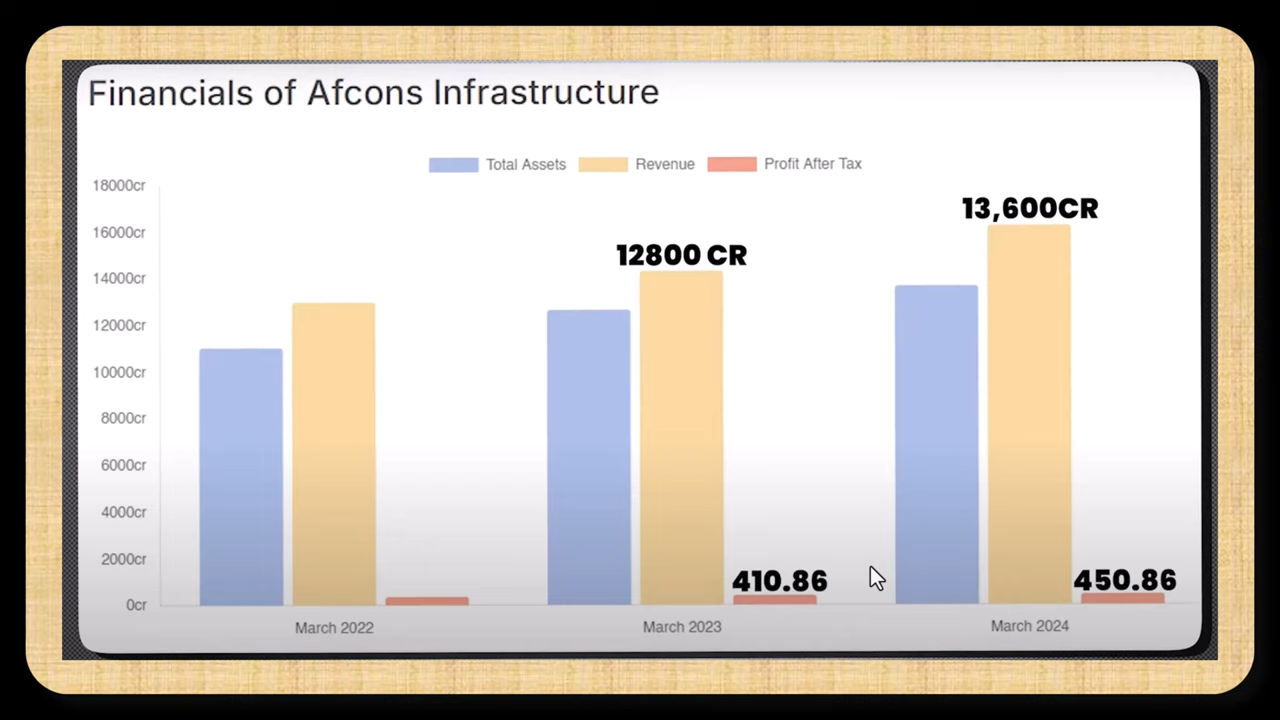 Financials of Afcons Infrastructure
Total Assets Revenue Profit After Tax
18000cr
16000cr
14000cr
12000cr
10000cr
8000cr
6000cr
4000cr
2000cr
0cr
12800 CR
13,600CR
410.86
450.86
March 2022 March 2023 March 2024